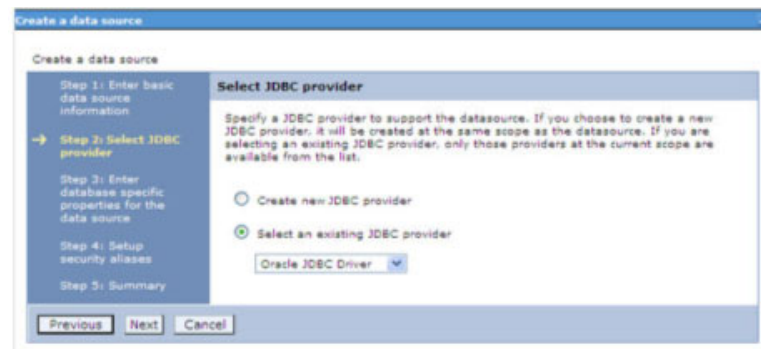 Create a data source
Create a data source
Step 1: Enter basic
data source
information
Step 2: Select JDBC
provider
Step 3: Enter
database specific
properties for the
data source
Step 4: Setup
security aliases
Step 5: Summary
Select JDBC provider
Specify a JDBC provider to support the datasource. If you choose to create a new
JDBC provider, it will be created at the same scope as the datasource. If you are
selecting an existing JDBC provider, only those providers at the current scope are
available from the list.
Create new JDBC provider
Select an existing JDBC provider
Oracle JDBC Driver
Previous Next Cancel